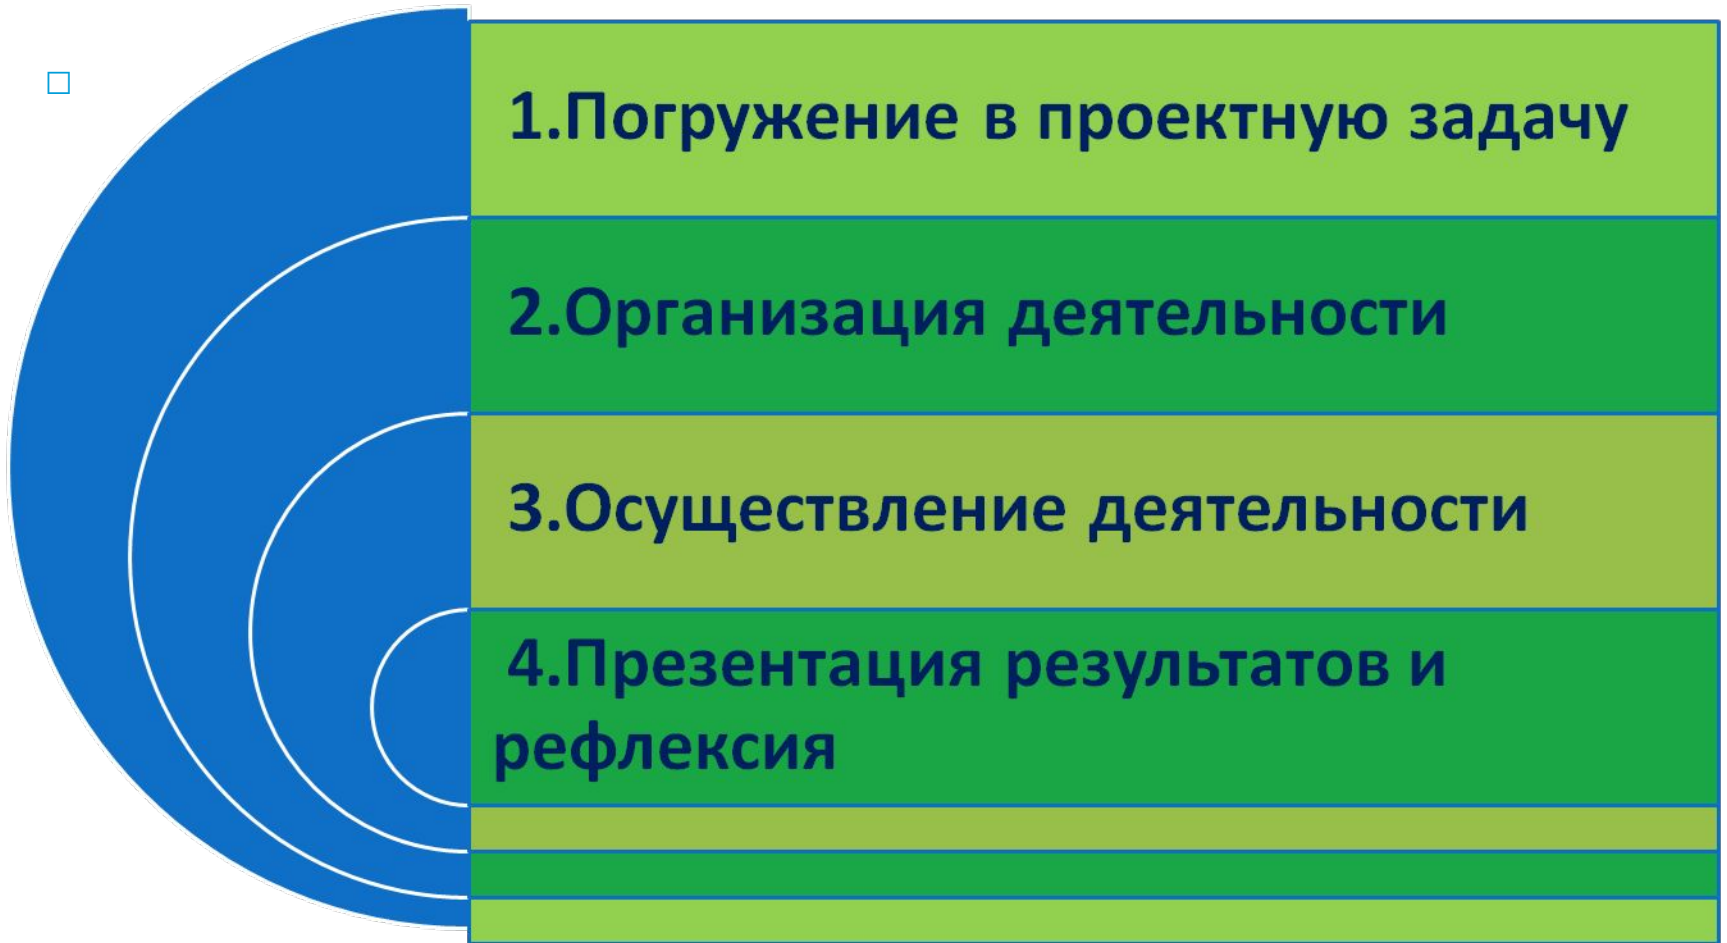 1.Погружение в проектную задачу
2.Организация деятельности
3.Осуществление деятельности
4.Презентация результатов и
рефлексия